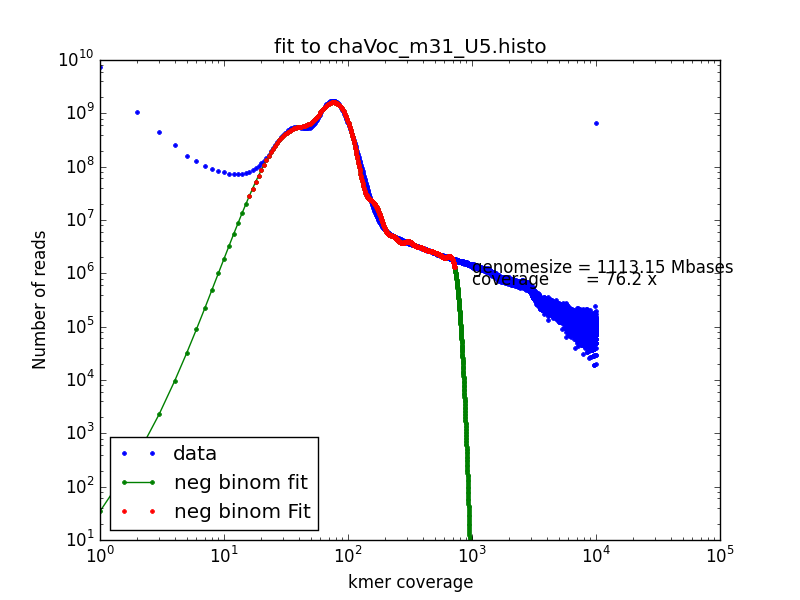 fit to chaVoc_m31_U5.histo
10^10
10^9
10^8
10^7
10^6
10^5
10^4
10^3
10^2
10^1
Number of reads
genomesize = 1113.15 Mbases
coverage = 76.2 x
data
neg binom fit
neg binom Fit
10^0
10^1
10^2
10^3
10^4
10^5
kmer coverage